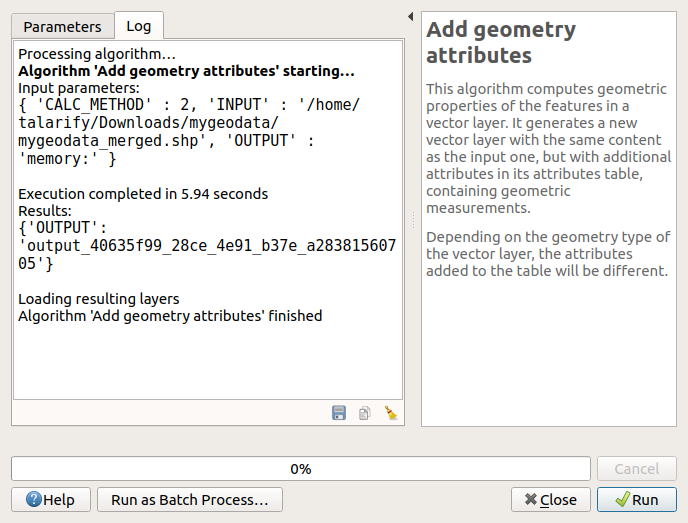 Parameters
Log
Processing algorithm…
Algorithm 'Add geometry attributes' starting…
Input parameters:
{ 'CALC_METHOD' : 2, 'INPUT' : '/home/
talarify/Downloads/mygeodata/
mygeodata_merged.shp', 'OUTPUT' :
'memory:' }
Execution completed in 5.94 seconds
Results:
{'OUTPUT':
'output_40635f99_28ce_4e91_b37e_a283815607
05'}
Loading resulting layers
Algorithm 'Add geometry attributes' finished
Add geometry
attributes
This algorithm computes geometric
properties of the features in a
vector layer. It generates a new
vector layer with the same content
as the input one, but with additional
attributes in its attributes table,
containing geometric
measurements.
Depending on the geometry type of
the vector layer, the attributes
added to the table will be different.
0%
Cancel
Help
Run as Batch Process…
Close
Run